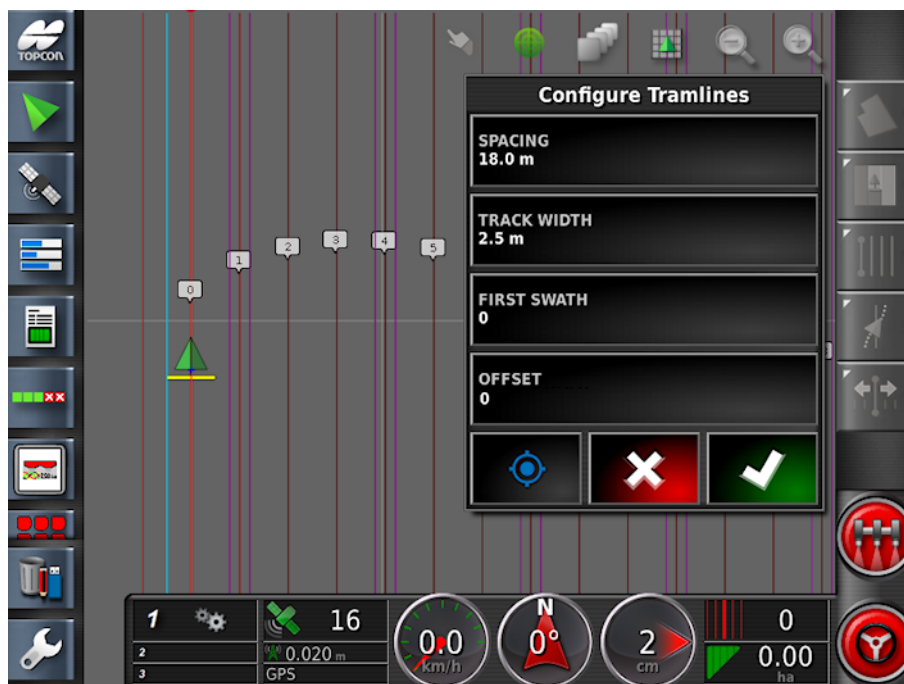 TOPCON
Configure Tramlines
SPACING
18.0 m
TRACK WIDTH
2.5 m
FIRST SWATH
0
OFFSET
0
0
1
2
3
4
5
1
2
3
16
0.020 m
GPS
0.0
km/h
N
0°
2
cm
0
0.00
ha